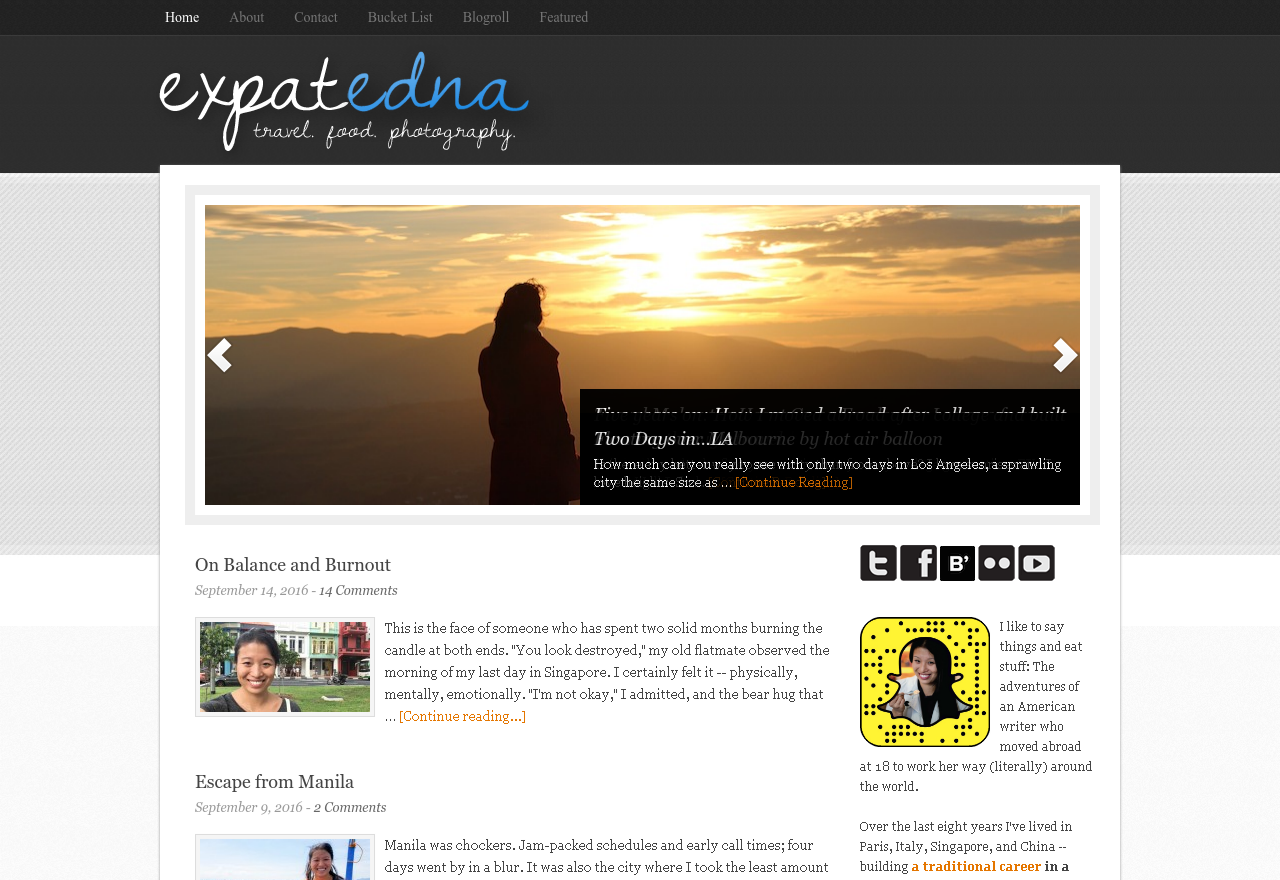 Home About Contact Bucket List Blogroll Featured
expatedna
travel. food. photography.
Two Days in...LA
How much can you really see with only two days in Los Angeles, a sprawling
city the same size as ... [Continue Reading]
On Balance and Burnout
September 14, 2016 - 14 Comments
This is the face of someone who has spent two solid months burning the
candle at both ends. "You look destroyed," my old flatmate observed the
morning of my last day in Singapore. I certainly felt it -- physically,
mentally, emotionally. "I'm not okay," I admitted, and the bear hug that
... [Continue reading...]
Escape from Manila
September 9, 2016 - 2 Comments
Manila was chockers. Jam-packed schedules and early call times; four
days went by in a blur. It was also the city where I took the least amount
B'
I like to say
things and eat
stuff: The
adventures of
an American
writer who
moved abroad
at 18 to work her way (literally) around
the world.
Over the last eight years I've lived in
Paris, Italy, Singapore, and China --
building a traditional career in a